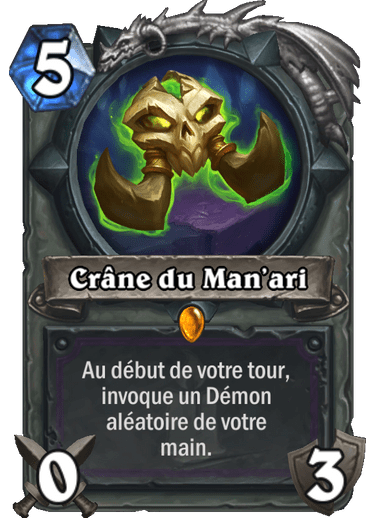 5
Crâne du Man'ari
Au début de votre tour,
invoque un Démon
aléatoire de votre
main.
0
3